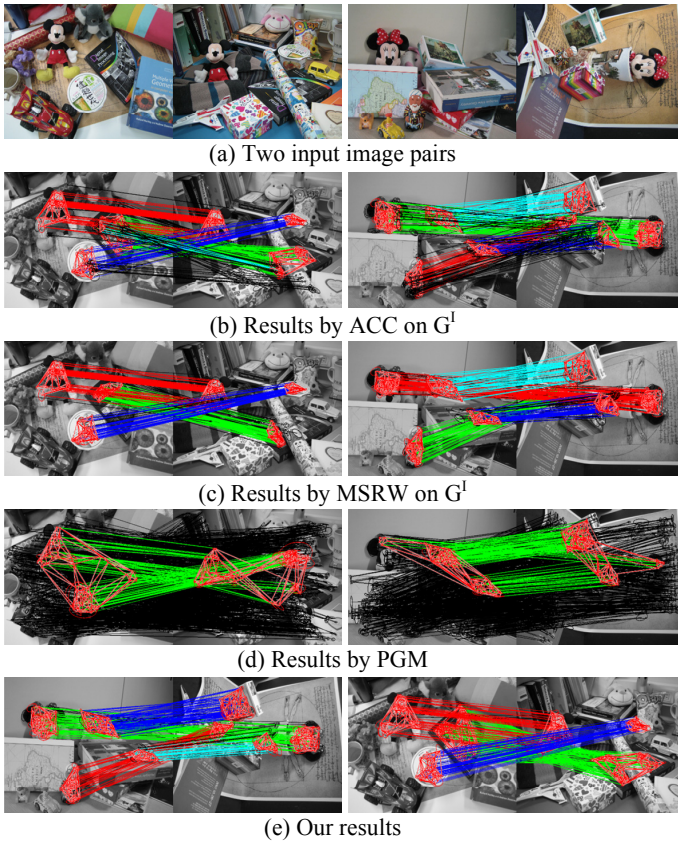 (a) Two input image pairs
(b) Results by ACC on G^I
(c) Results by MSRW on G^I
(d) Results by PGM
(e) Our results